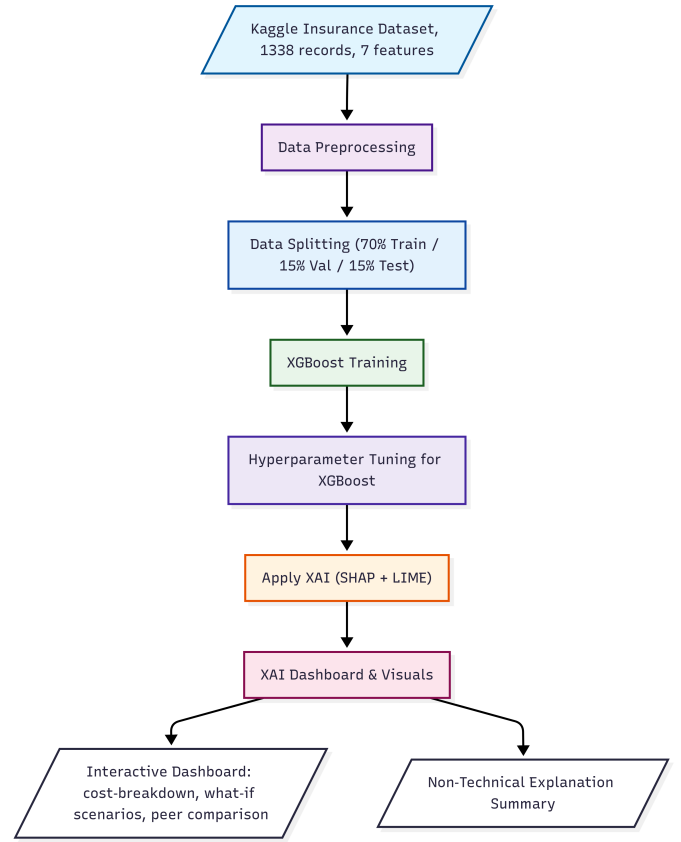 Kaggle Insurance Dataset,
1338 records, 7 features
Data Preprocessing
Data Splitting (70% Train /
15% Val / 15% Test)
XGBoost Training
Hyperparameter Tuning for
XGBoost
Apply XAI (SHAP + LIME)
XAI Dashboard & Visuals
Interactive Dashboard:
cost-breakdown, what-if
scenarios, peer comparison
Non-Technical Explanation
Summary